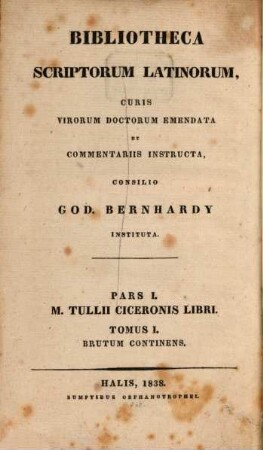 BIBLIOTHECA
SCRIPTORUM LATINORUM,
CURIS
VIRORUM DOCTORUM EMENDATA
ET
COMMENTARIIS INSTRUCTA,
CONSILIO
GOD. BERNHARDY
INSTITUTA.
PARS I.
M. TULLII CICERONIS LIBRI.
TOMUS I.
BRUTUM CONTINENS.
HALIS, 1838.
SUMPTIBUS ORPHANOTROPHEI.